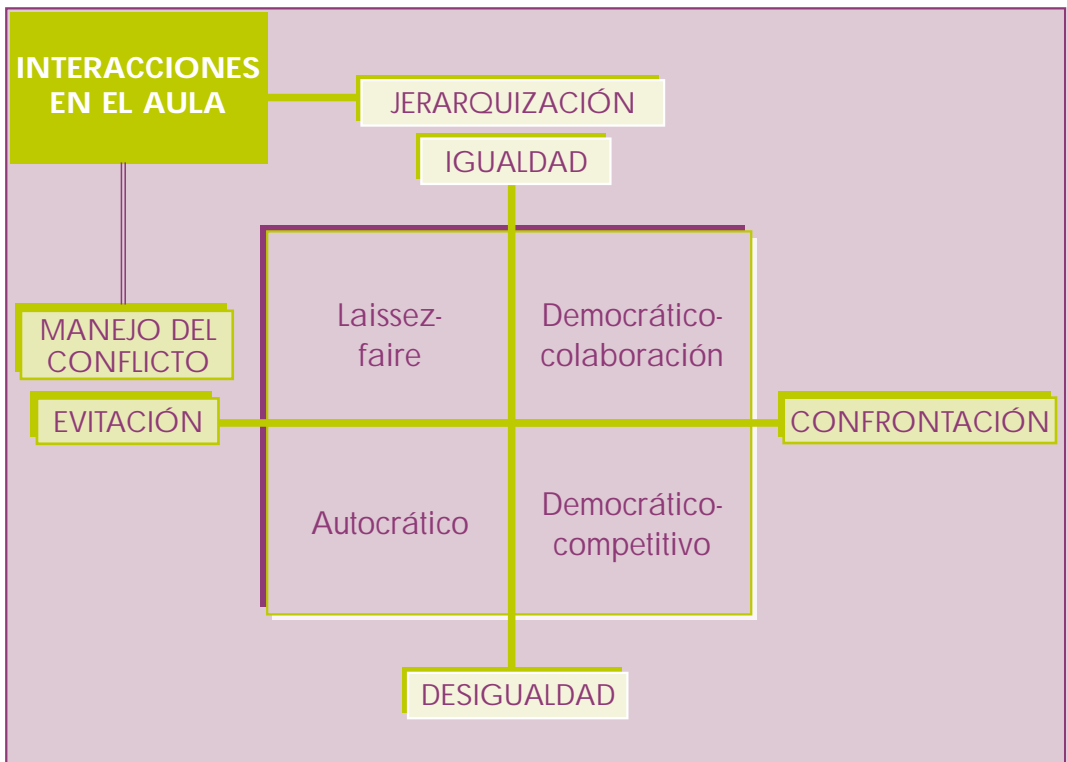 INTERACCIONES
EN EL AULA
JERARQUIZACIÓN
IGUALDAD
Laissez-
faire
Democrático-
colaboración
MANEJO DEL
CONFLICTO
EVITACIÓN
CONFRONTACIÓN
Autocrático
Democrático-
competitivo
DESIGUALDAD